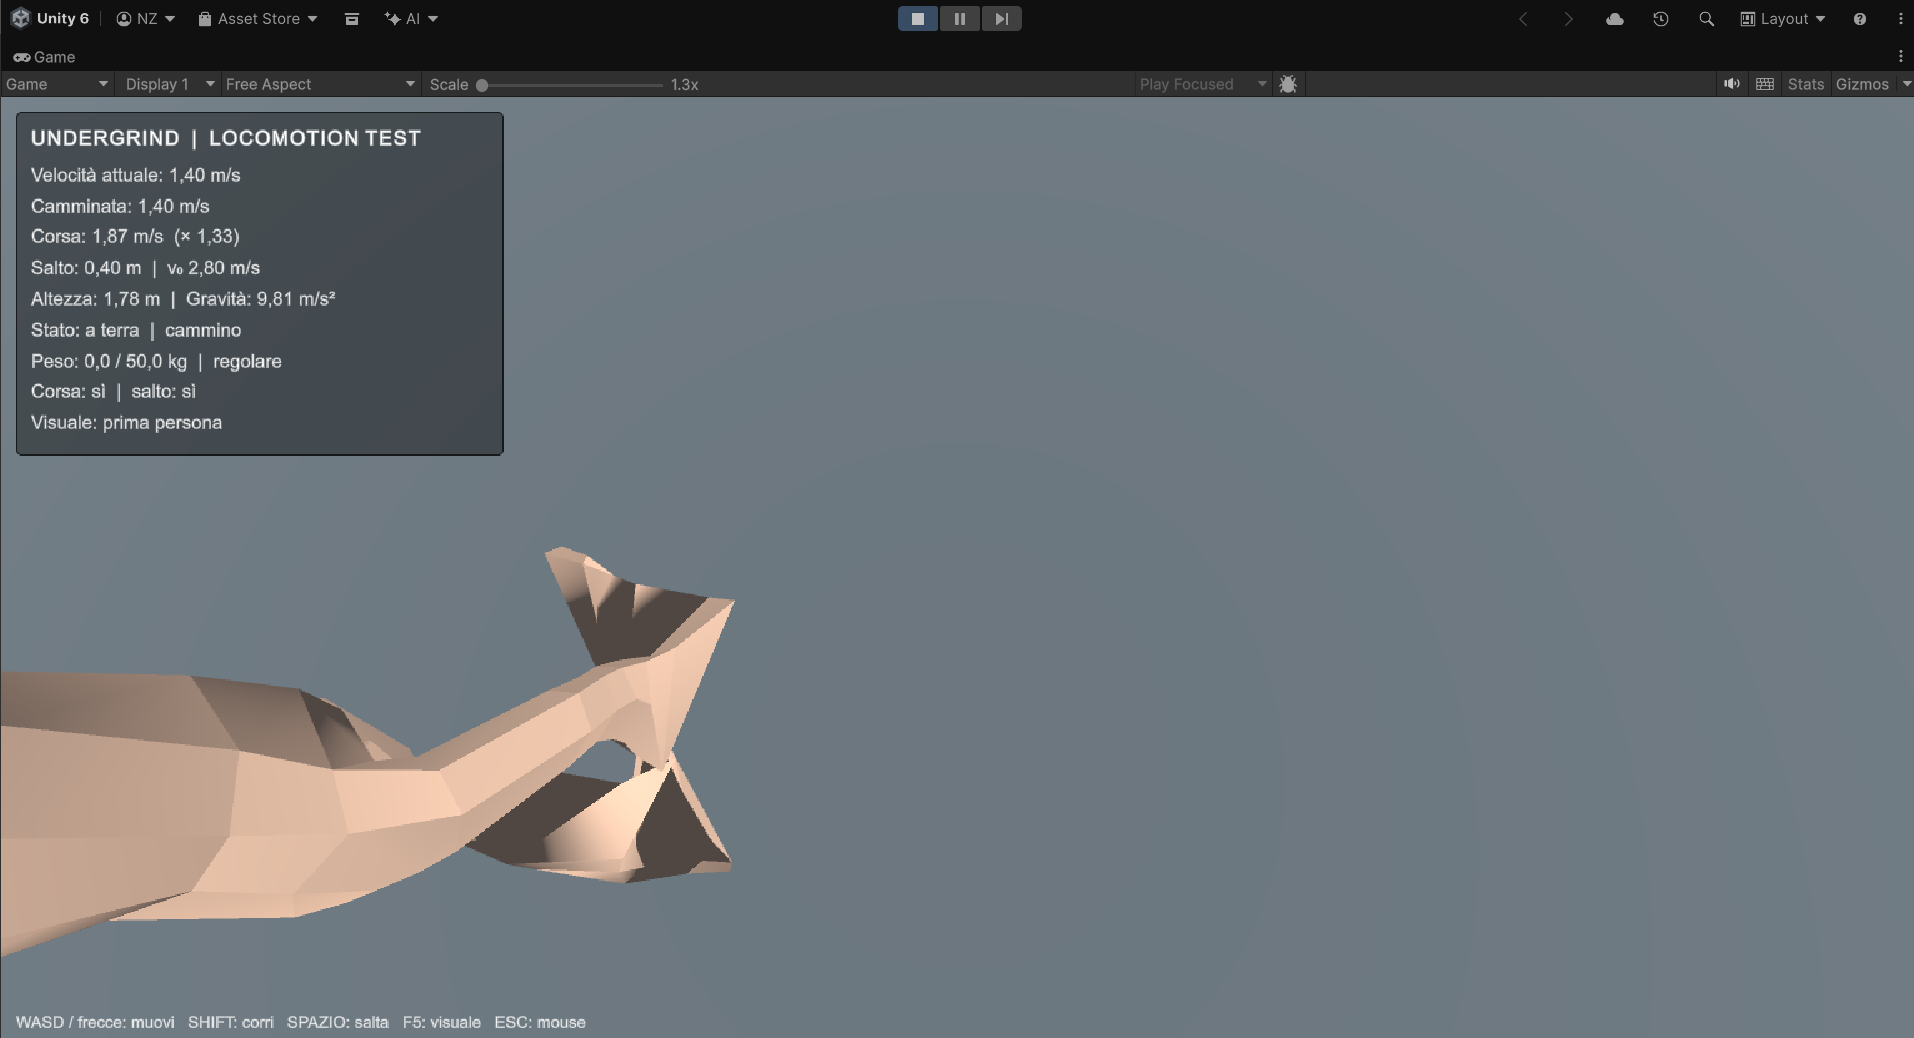 Unity 6 NZ Asset Store AI Layout
Game
Game Display 1 Free Aspect Scale 1.3x Play Focused Stats Gizmos
UNDERGRIND | LOCOMOTION TEST
Velocità attuale: 1,40 m/s
Camminata: 1,40 m/s
Corsa: 1,87 m/s (× 1,33)
Salto: 0,40 m | v₀ 2,80 m/s
Altezza: 1,78 m | Gravità: 9,81 m/s²
Stato: a terra | cammino
Peso: 0,0 / 50,0 kg | regolare
Corsa: sì | salto: sì
Visuale: prima persona
WASD / frecce: muovi SHIFT: corri SPAZIO: salta F5: visuale ESC: mouse